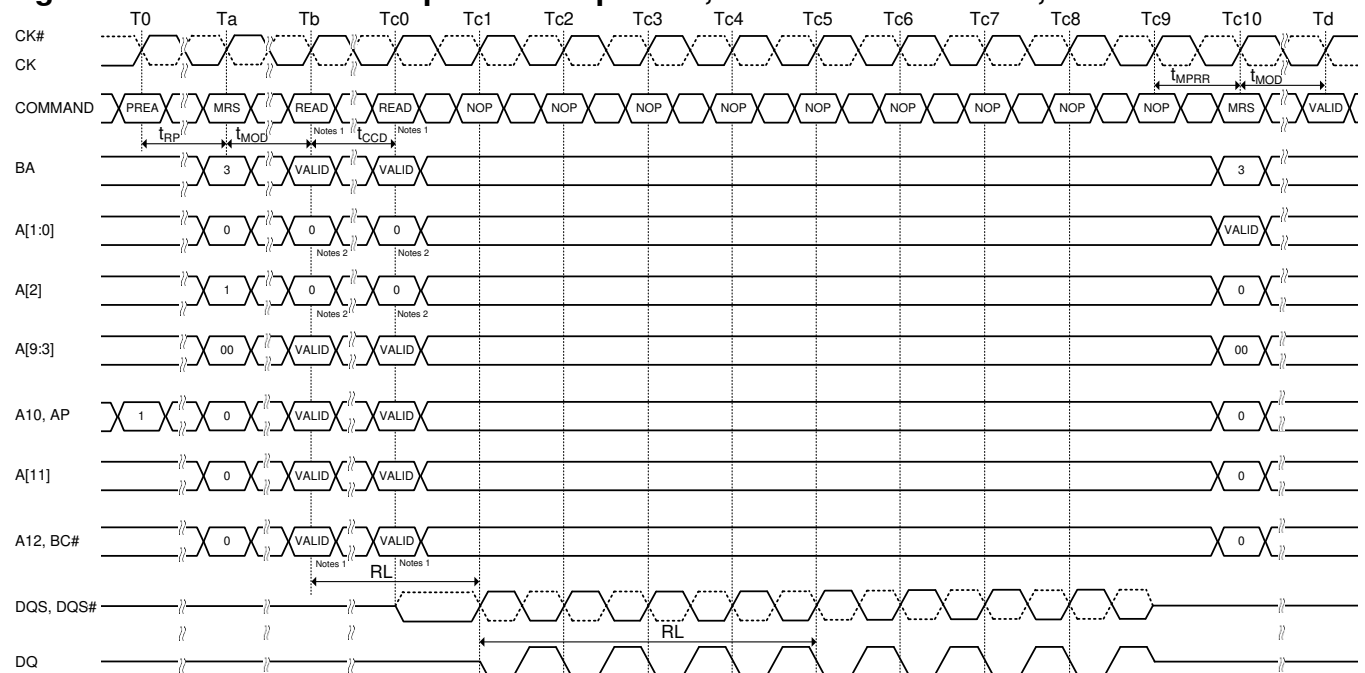 T0 Ta Tb Tc0 Tc1 Tc2 Tc3 Tc4 Tc5 Tc6 Tc7 Tc8 Tc9 Tc10 Td
CK#
CK
tMPRR tMOD
COMMAND PREA MRS READ READ NOP NOP NOP NOP NOP NOP NOP NOP NOP MRS VALID
Notes 1 Notes 1
tRP tMOD tCCD
BA 3 VALID VALID 3
A[1:0] 0 0 0 VALID
Notes 2 Notes 2
A[2] 1 0 0 0
Notes 2 Notes 2
A[9:3] 00 VALID VALID 00
A10, AP 1 0 VALID VALID 0
A[11] 0 VALID VALID 0
A12, BC# 0 VALID VALID 0
Notes 1 Notes 1
RL
DQS, DQS#
RL
DQ